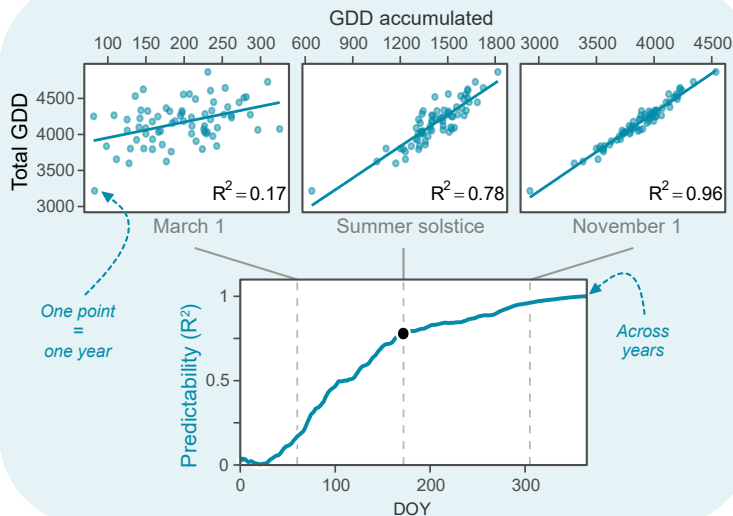 GDD accumulated
100 150 200 250 300 600 900 1200 1500 1800 3000 3500 4000 4500
Total GDD
4500
4000
3500
3000
R² = 0.17
R² = 0.78
R² = 0.96
March 1
Summer solstice
November 1
One point
=
one year
Predictability (R²)
1
0.5
0
0 100 200 300
DOY
Across
years